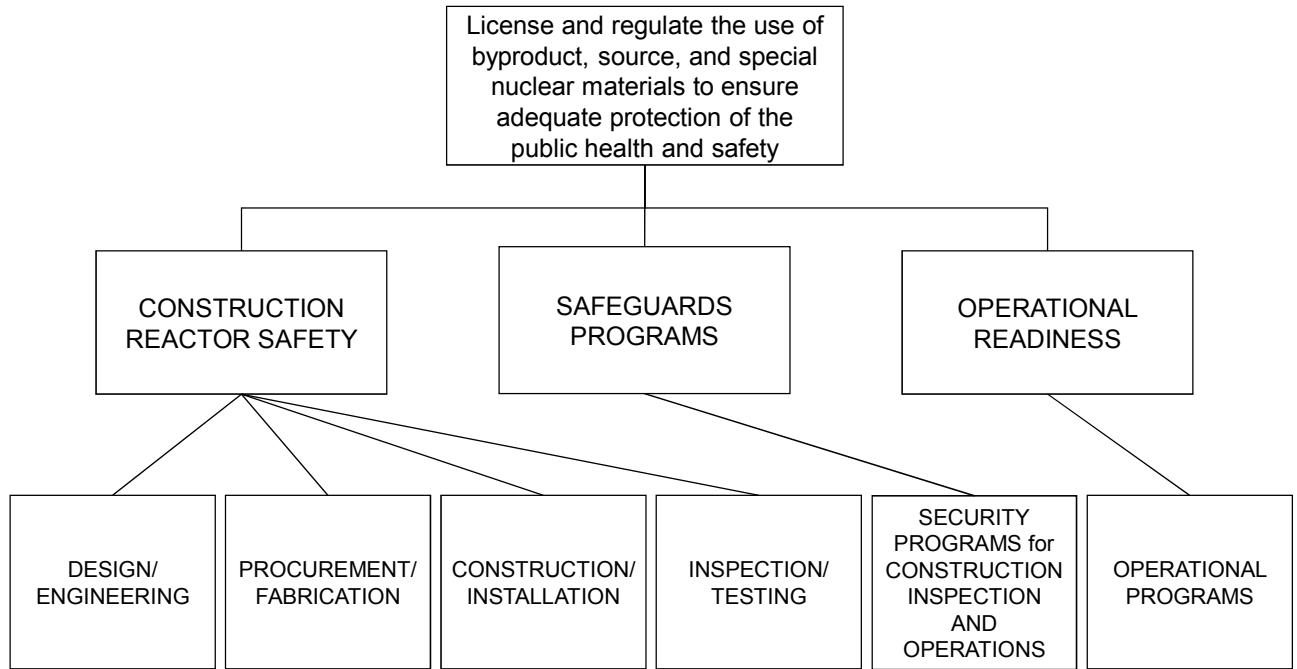 License and regulate the use of
byproduct, source, and special
nuclear materials to ensure
adequate protection of the
public health and safety
CONSTRUCTION
REACTOR SAFETY
SAFEGUARDS
PROGRAMS
OPERATIONAL
READINESS
DESIGN/
ENGINEERING
PROCUREMENT/
FABRICATION
CONSTRUCTION/
INSTALLATION
INSPECTION/
TESTING
SECURITY
PROGRAMS for
CONSTRUCTION
INSPECTION
AND
OPERATIONS
OPERATIONAL
PROGRAMS